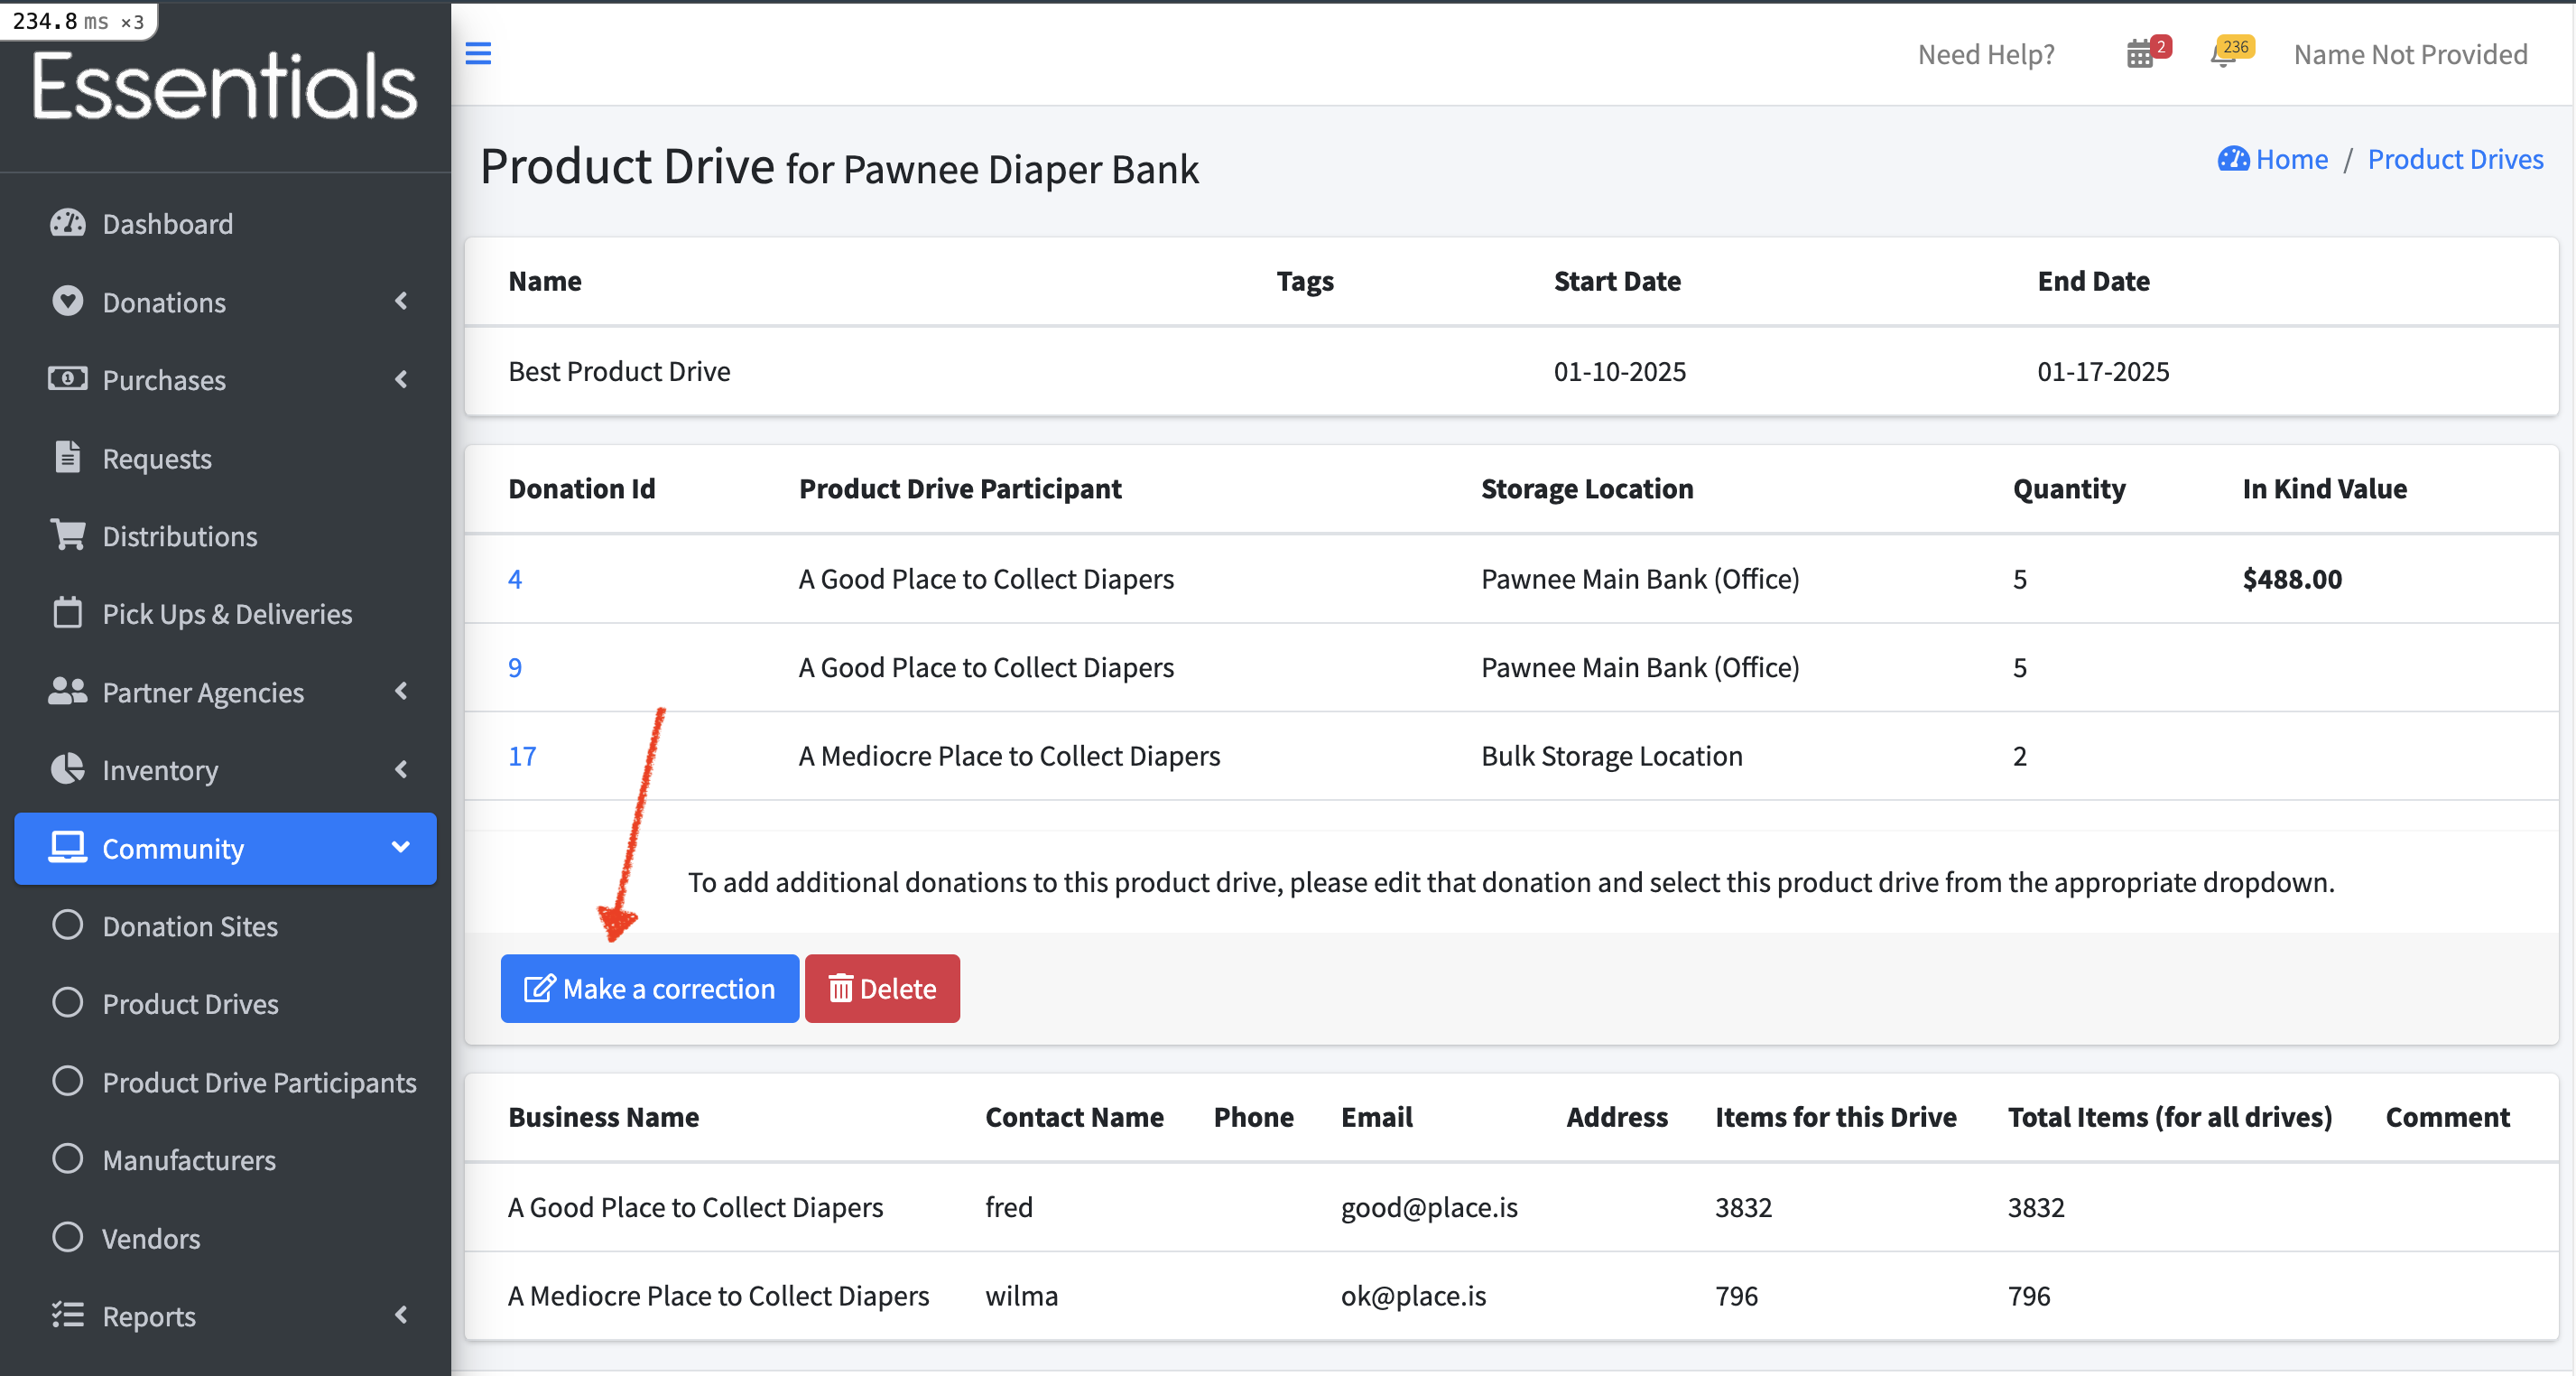 234.8 ms ×3
Essentials
Need Help?
2
236
Name Not Provided
Product Drive for Pawnee Diaper Bank
Home / Product Drives
Dashboard
Donations
Purchases
Requests
Distributions
Pick Ups & Deliveries
Partner Agencies
Inventory
Community
Donation Sites
Product Drives
Product Drive Participants
Manufacturers
Vendors
Reports
Name Tags Start Date End Date
Best Product Drive 01-10-2025 01-17-2025
Donation Id Product Drive Participant Storage Location Quantity In Kind Value
4 A Good Place to Collect Diapers Pawnee Main Bank (Office) 5 $488.00
9 A Good Place to Collect Diapers Pawnee Main Bank (Office) 5
17 A Mediocre Place to Collect Diapers Bulk Storage Location 2
To add additional donations to this product drive, please edit that donation and select this product drive from the appropriate dropdown.
Make a correction Delete
Business Name Contact Name Phone Email Address Items for this Drive Total Items (for all drives) Comment
A Good Place to Collect Diapers fred good@place.is 3832 3832
A Mediocre Place to Collect Diapers wilma ok@place.is 796 796